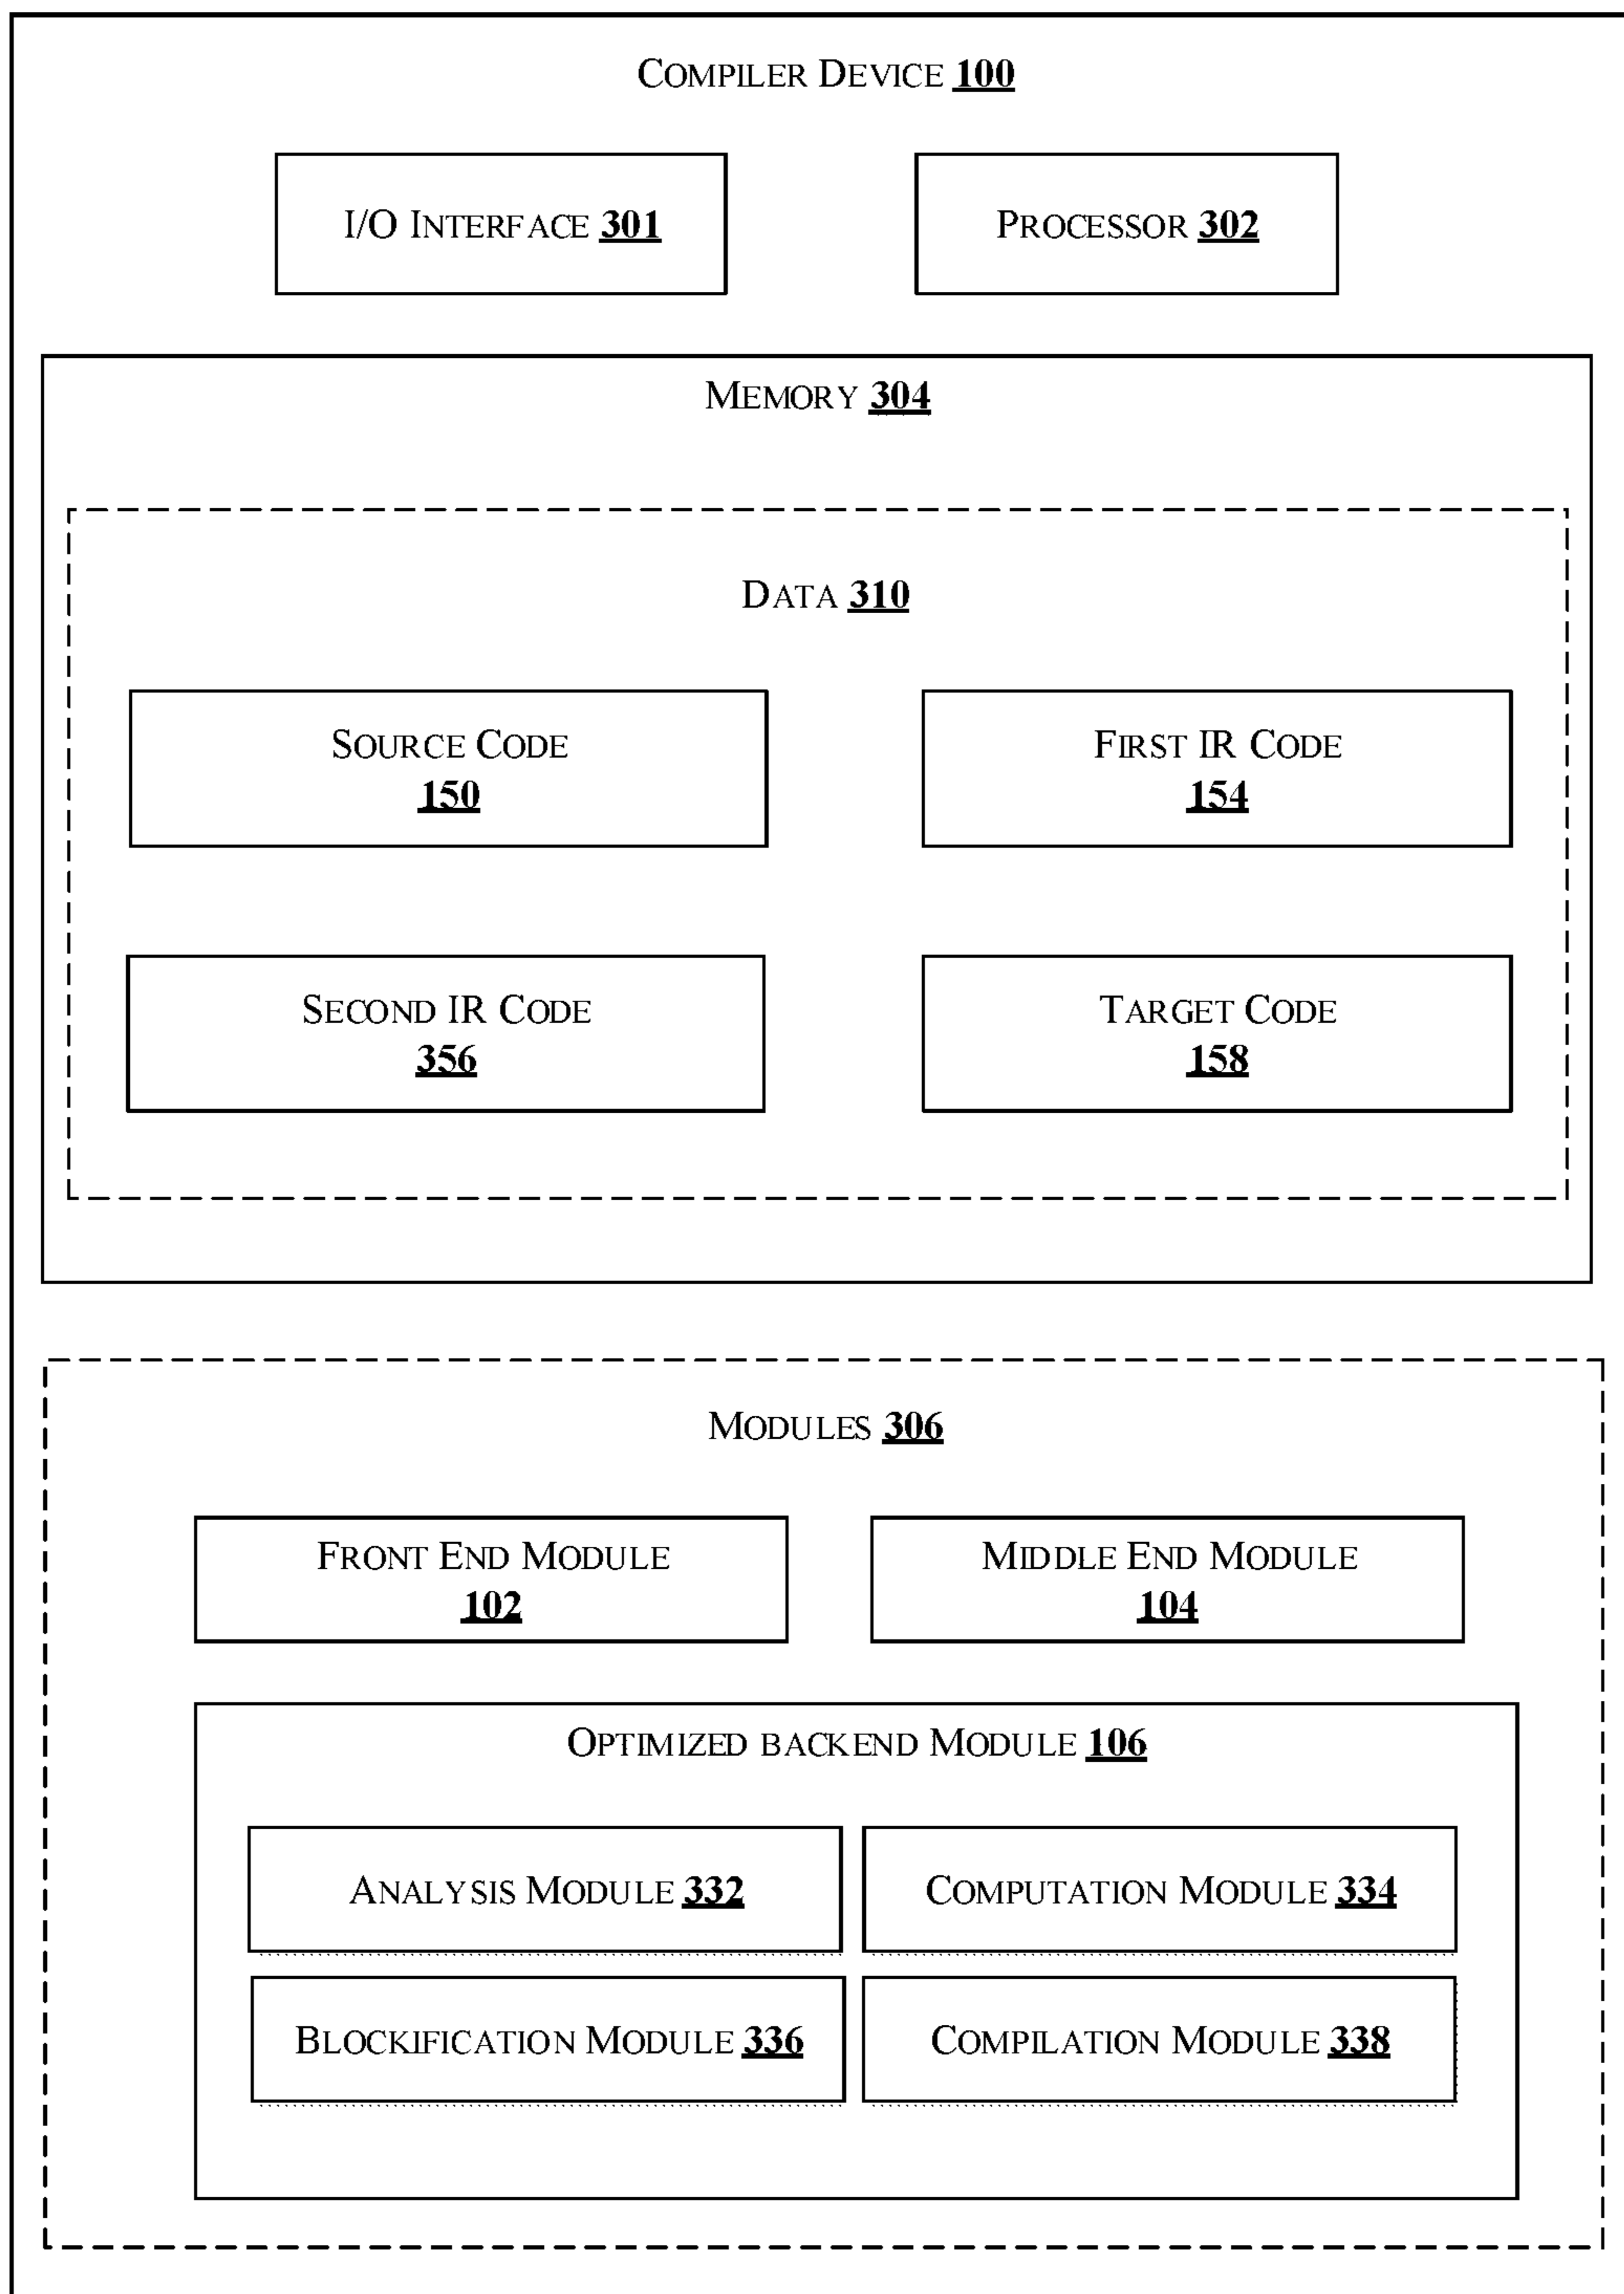 COMPILER DEVICE 100
I/O INTERFACE 301
PROCESSOR 302
MEMORY 304
DATA 310
SOURCE CODE
150
FIRST IR CODE
154
SECOND IR CODE
356
TARGET CODE
158
MODULES 306
FRONT END MODULE
102
MIDDLE END MODULE
104
OPTIMIZED BACKEND MODULE 106
ANALYSIS MODULE 332
COMPUTATION MODULE 334
BLOCKIFICATION MODULE 336
COMPILATION MODULE 338